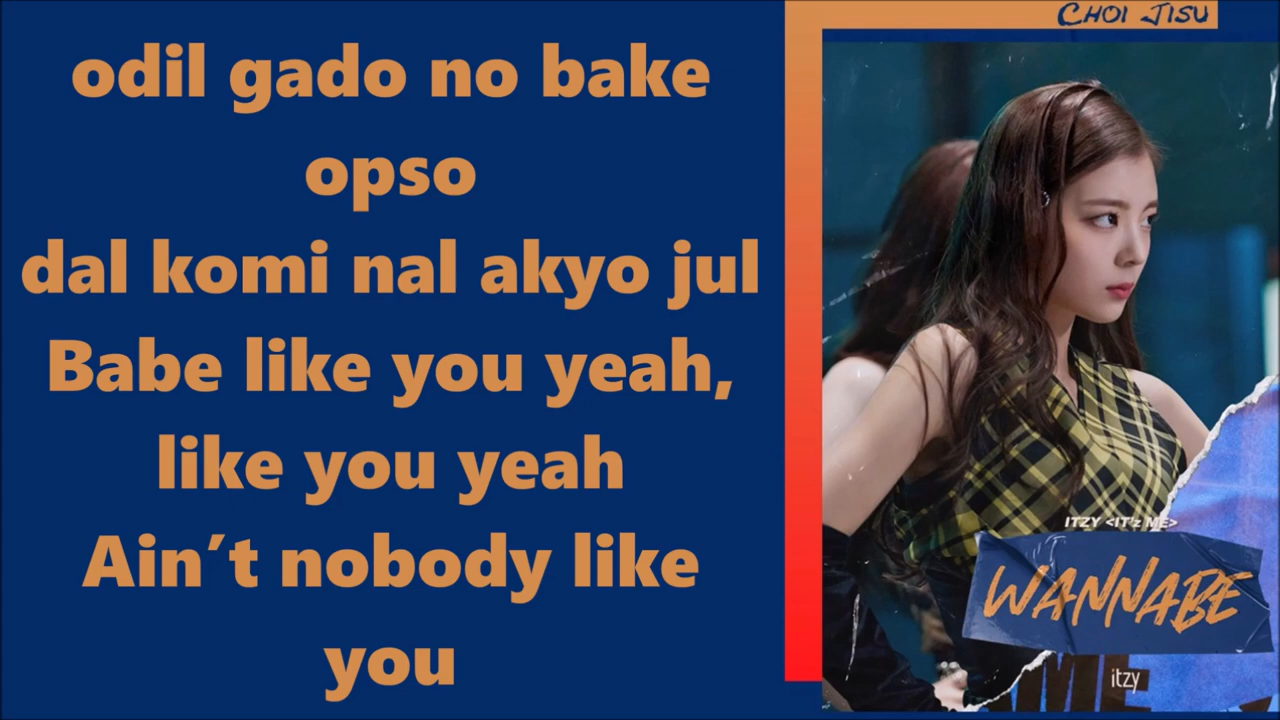 CHOI JISU
odil gado no bake
opso
dal komi nal akyo jul
Babe like you yeah,
like you yeah
Ain't nobody like
you
ITZY <IT'z ME>
WANNABE
ME
itzy